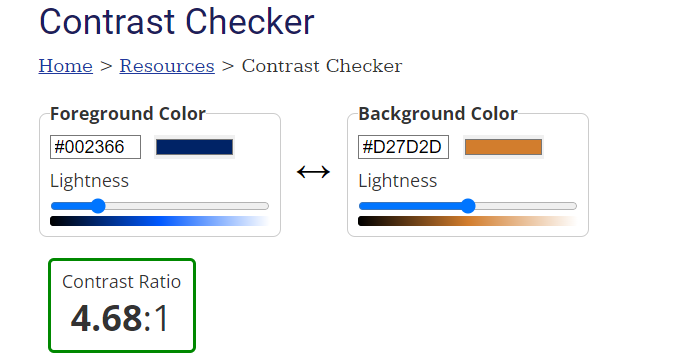 Contrast Checker
Home > Resources > Contrast Checker
Foreground Color
#002366
Lightness
Background Color
#D27D2D
Lightness
Contrast Ratio
4.68:1